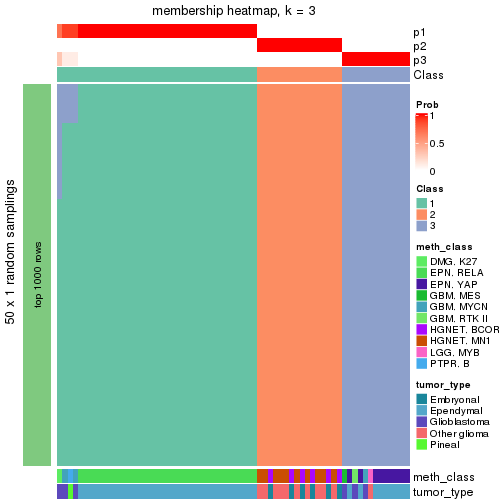 membership heatmap, k = 3
p1
p2
p3
Class
50 x 1 random samplings
top 1000 rows
Prob
1
0.5
0
Class
1
2
3
meth_class
DMG. K27
EPN. RELA
EPN. YAP
GBM. MES
GBM. MYCN
GBM. RTK II
HGNET. BCOR
HGNET. MN1
LGG. MYB
PTPR. B
tumor_type
Embryonal
Ependymal
Glioblastoma
Other glioma
Pineal
meth_class
tumor_type